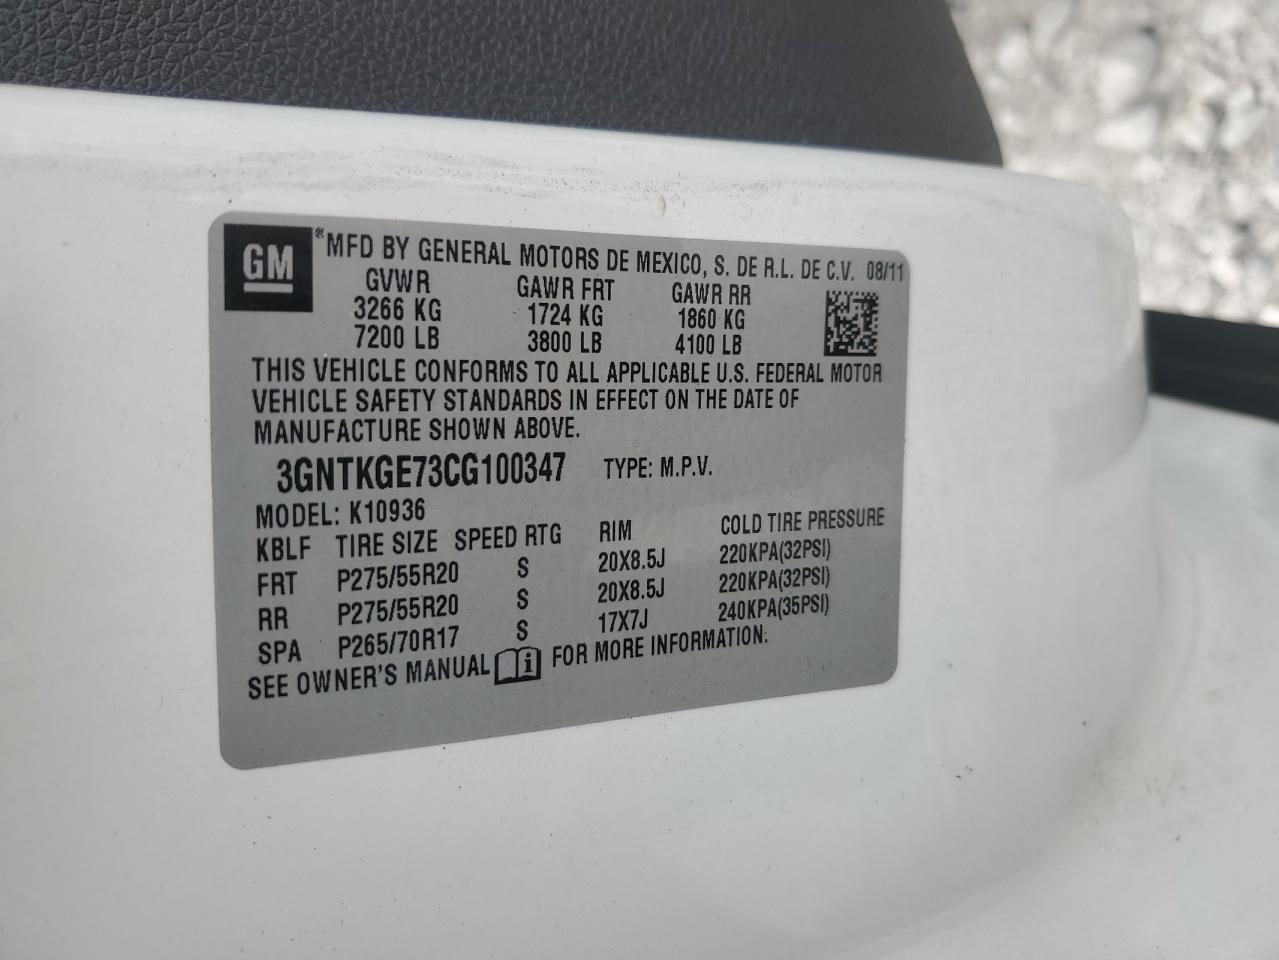 GM ® MFD BY GENERAL MOTORS DE MEXICO, S. DE R.L. DE C.V. 08/11
GVWR GAWR FRT GAWR RR
3266 KG 1724 KG 1860 KG
7200 LB 3800 LB 4100 LB
THIS VEHICLE CONFORMS TO ALL APPLICABLE U.S. FEDERAL MOTOR
VEHICLE SAFETY STANDARDS IN EFFECT ON THE DATE OF
MANUFACTURE SHOWN ABOVE.
3GNTKGE73CG100347 TYPE: M.P.V.
MODEL: K10936
KBLF TIRE SIZE SPEED RTG RIM COLD TIRE PRESSURE
FRT P275/55R20 S 20X8.5J 220KPA(32PSI)
RR P275/55R20 S 20X8.5J 220KPA(32PSI)
SPA P265/70R17 S 17X7J 240KPA(35PSI)
SEE OWNER'S MANUAL i FOR MORE INFORMATION.